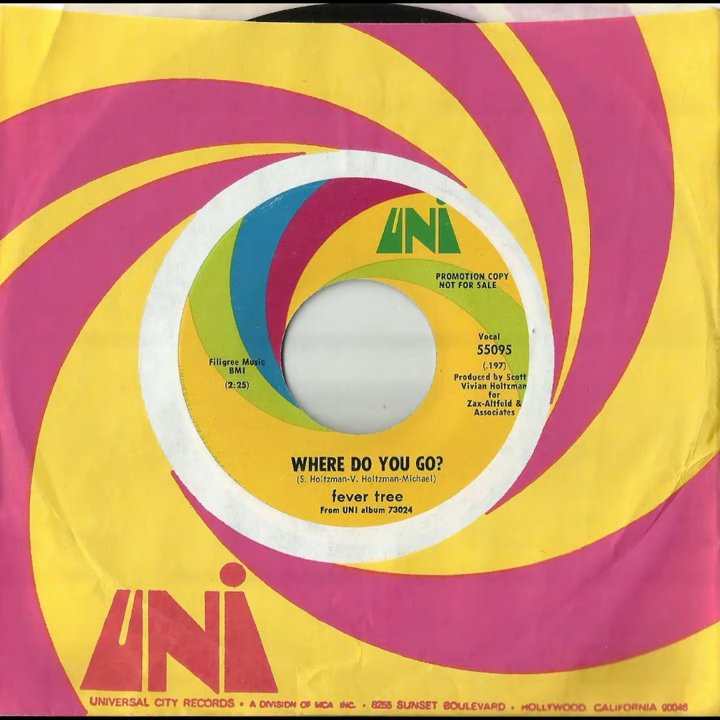 UNI
PROMOTION COPY
NOT FOR SALE
Vocal
55095
(.197)
Produced by Scott
Vivian Holtzman
for
Zax-Altfeld &
Associates
Filigree Music
BMI
(2:25)
WHERE DO YOU GO?
(S. Holtzman-V. Holtzman-Michael)
fever tree
From UNI album 73024
UNI
UNIVERSAL CITY RECORDS • A DIVISION OF MCA INC. • 8255 SUNSET BOULEVARD • HOLLYWOOD CALIFORNIA 90046